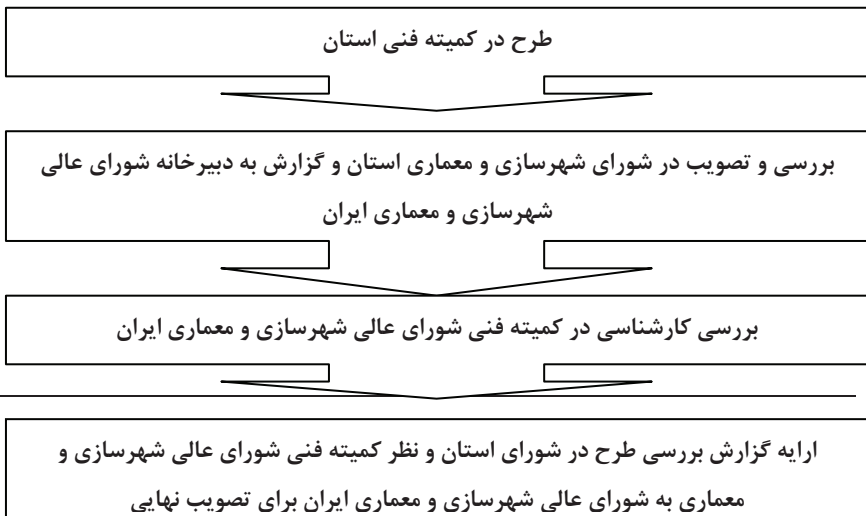 طرح در کمیته فنی استان
بررسی و تصویب در شورای شهرسازی و معماری استان و گزارش به دبیرخانه شورای عالی
شهرسازی و معماری ایران
بررسی کارشناسی در کمیته فنی شورای عالی شهرسازی و معماری ایران
ارایه گزارش بررسی طرح در شورای استان و نظر کمیته فنی شورای عالی شهرسازی و
معماری به شورای عالی شهرسازی و معماری ایران برای تصویب نهایی